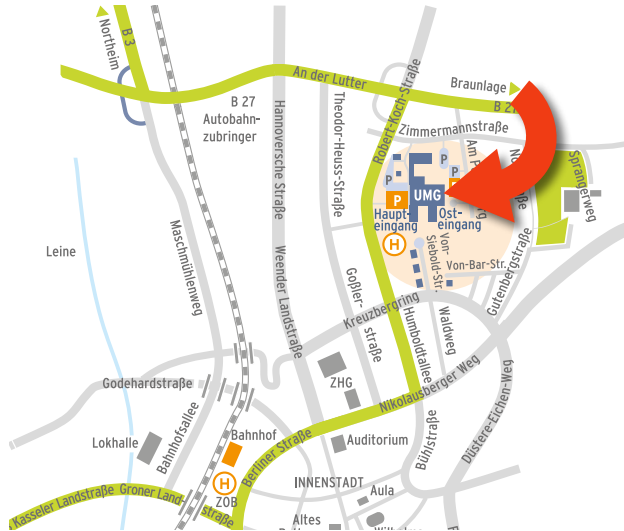 Northeim
B 3
An der Lutter
Braunlage
B 27
B 27
Autobahn-
zubringer
Hannoversche Straße
Theodor-Heuss-Straße
Robert-Koch-Straße
Zimmermannstraße
Sprangerweg
P
P
P
P
UMG
Haupt-
eingang
Ost-
eingang
H
Von-
Siebold-Str.
Von-Bar-Str.
Gutenbergstraße
Leine
Maschmühlenweg
Weender Landstraße
Goßler-
straße
Kreuzbergring
Humboldtallee
Waldweg
Godehardstraße
ZHG
Nikolausberger Weg
Düstere-Eichen-Weg
Lokhalle
Bahnhofsallee
Bahnhof
Berliner Straße
Auditorium
Bühlstraße
H
ZOB
INNENSTADT
Aula
Kasseler Landstraße
Groner Land-
straße
Altes